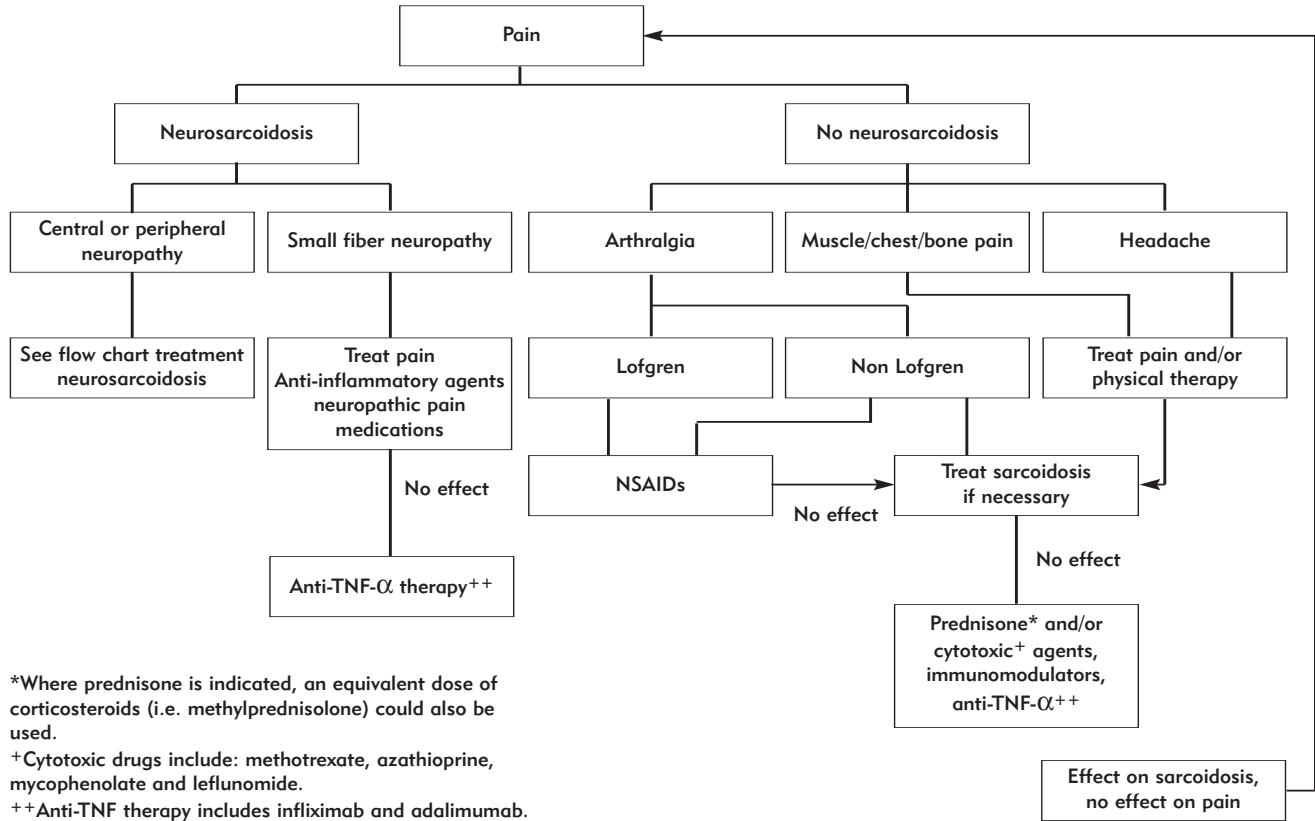 Pain
Neurosarcoidosis
No neurosarcoidosis
Central or peripheral
neuropathy
Small fiber neuropathy
Arthralgia
Muscle/chest/bone pain
Headache
See flow chart treatment
neurosarcoidosis
Treat pain
Anti-inflammatory agents
neuropathic pain
medications
Lofgren
Non Lofgren
Treat pain and/or
physical therapy
No effect
NSAIDs
No effect
Treat sarcoidosis
if necessary
No effect
Anti-TNF-α therapy++
Prednisone* and/or
cytotoxic+ agents,
immunomodulators,
anti-TNF-α++
*Where prednisone is indicated, an equivalent dose of
corticosteroids (i.e. methylprednisolone) could also be
used.
+Cytotoxic drugs include: methotrexate, azathioprine,
mycophenolate and leflunomide.
++Anti-TNF therapy includes infliximab and adalimumab.
Effect on sarcoidosis,
no effect on pain